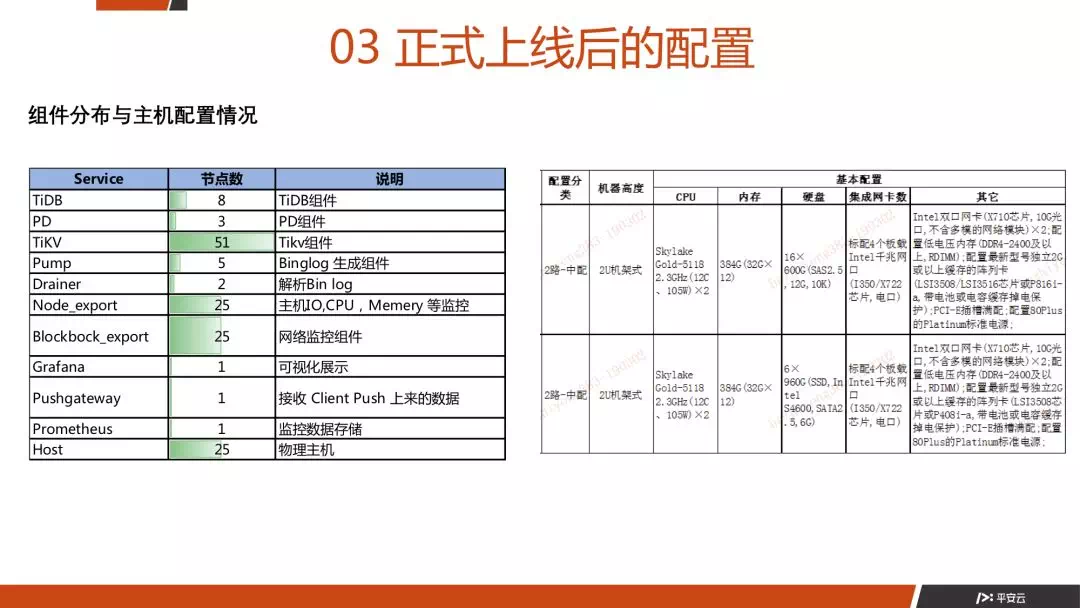 03 正式上线后的配置
组件分布与主机配置情况
Service 节点数 说明
TiDB 8 TiDB组件
PD 3 PD组件
TiKV 51 Tikv组件
Pump 5 Binglog 生成组件
Drainer 2 解析Bin log
Node_export 25 主机IO,CPU，Memery 等监控
Blockbock_export 25 网络监控组件
Grafana 1 可视化展示
Pushgateway 1 接收 Client Push 上来的数据
Prometheus 1 监控数据存储
Host 25 物理主机
配置分
类
机器高度
基本配置
CPU 内存 硬盘 集成网卡数 其它
2路-中配
2U机架式
Skylake
Gold-5118
2.3GHz(12C
、105W)×2
384G(32G×
12)
16×
600G(SAS2.5
,12G,10K)
标配4个板载
Intel千兆网
口
(I350/X722
芯片,电口)
Intel双口网卡(X710芯片,10G光
口,不含多模的网络模块)×2;配
置低电压内存(DDR4-2400及以
上,RDIMM);配置最新型号独立2G
或以上缓存的阵列卡
(LSI3508/LSI3516芯片或P816i-
a,带电池或电容缓存掉电保
护);PCI-E插槽满配;配置80Plus
的Platinum标准电源;
2路-中配
2U机架式
Skylake
Gold-5118
2.3GHz(12C
、105W)×2
384G(32G×
12)
6×
960G(SSD,In
tel
S4600,SATA2
.5,6G)
标配4个板载
Intel千兆网
口
(I350/X722
芯片,电口)
Intel双口网卡(X710芯片,10G光
口,不含多模的网络模块)×2;配
置低电压内存(DDR4-2400及以
上,RDIMM);配置最新型号独立2G
或以上缓存的阵列卡(LSI3508芯
片或P408i-a,带电池或电容缓存
掉电保护);PCI-E插槽满配;配置
80Plus的Platinum标准电源;
平安云